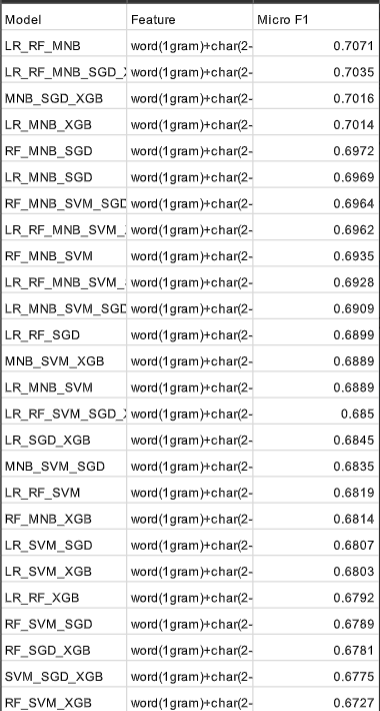 Model Feature Micro F1
LR_RF_MNB word(1gram)+char(2- 0.7071
LR_RF_MNB_SGD_X word(1gram)+char(2- 0.7035
MNB_SGD_XGB word(1gram)+char(2- 0.7016
LR_MNB_XGB word(1gram)+char(2- 0.7014
RF_MNB_SGD word(1gram)+char(2- 0.6972
LR_MNB_SGD word(1gram)+char(2- 0.6969
RF_MNB_SVM_SGD word(1gram)+char(2- 0.6964
LR_RF_MNB_SVM_ word(1gram)+char(2- 0.6962
RF_MNB_SVM word(1gram)+char(2- 0.6935
LR_RF_MNB_SVM_ word(1gram)+char(2- 0.6928
LR_MNB_SVM_SGD word(1gram)+char(2- 0.6909
LR_RF_SGD word(1gram)+char(2- 0.6899
MNB_SVM_XGB word(1gram)+char(2- 0.6889
LR_MNB_SVM word(1gram)+char(2- 0.6889
LR_RF_SVM_SGD_X word(1gram)+char(2- 0.685
LR_SGD_XGB word(1gram)+char(2- 0.6845
MNB_SVM_SGD word(1gram)+char(2- 0.6835
LR_RF_SVM word(1gram)+char(2- 0.6819
RF_MNB_XGB word(1gram)+char(2- 0.6814
LR_SVM_SGD word(1gram)+char(2- 0.6807
LR_SVM_XGB word(1gram)+char(2- 0.6803
LR_RF_XGB word(1gram)+char(2- 0.6792
RF_SVM_SGD word(1gram)+char(2- 0.6789
RF_SGD_XGB word(1gram)+char(2- 0.6781
SVM_SGD_XGB word(1gram)+char(2- 0.6775
RF_SVM_XGB word(1gram)+char(2- 0.6727